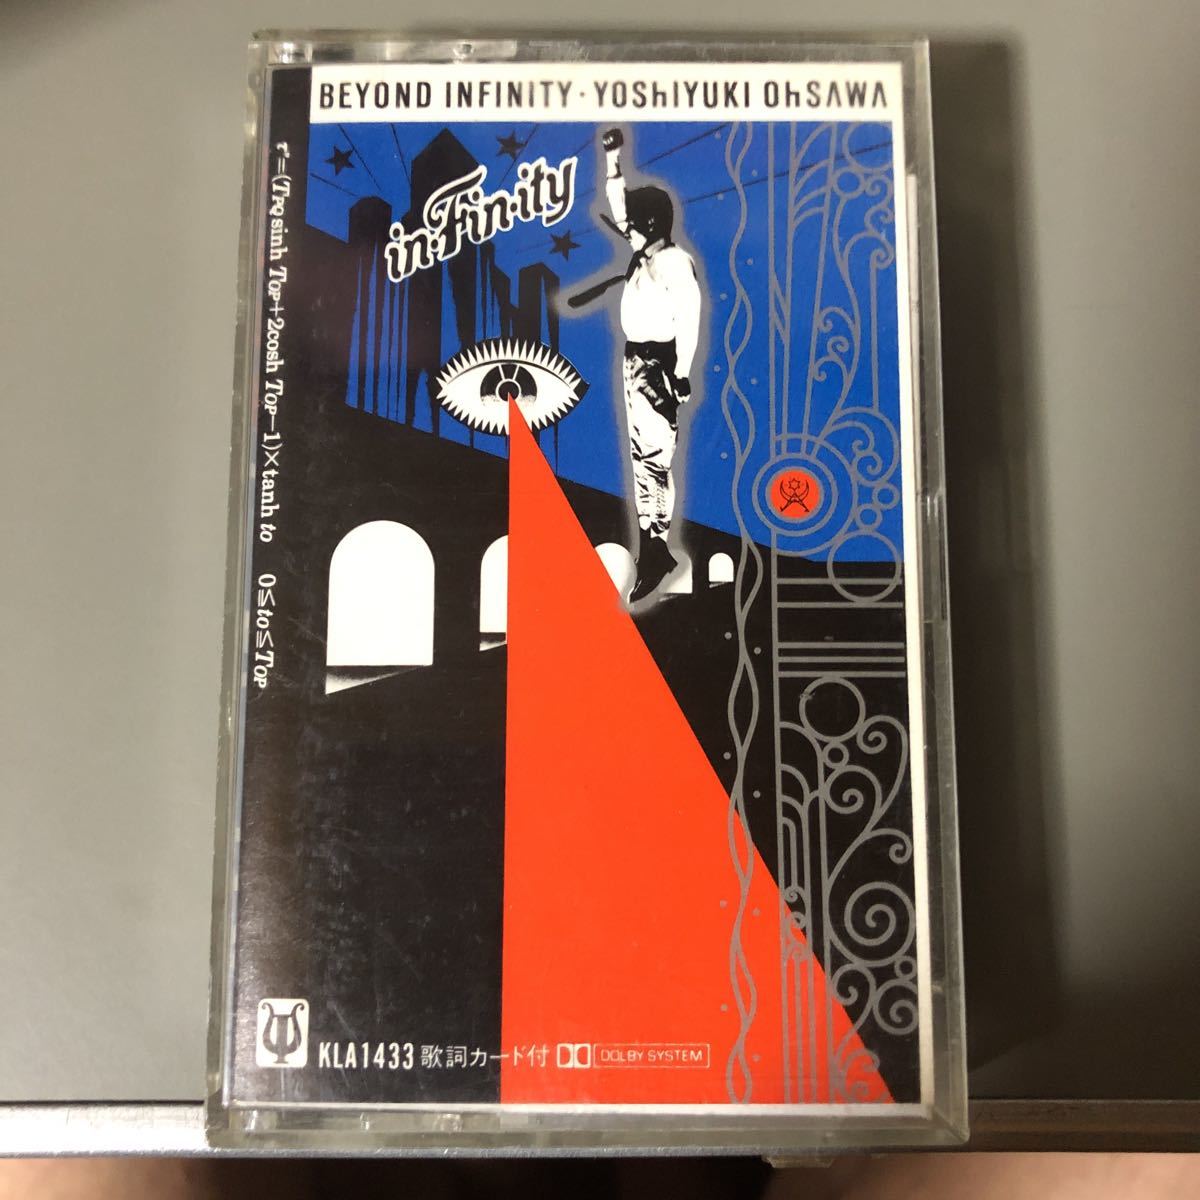 BEYOND INFINITY・YOShIYUKI OhSAWA
in・Fin・ity
r'=(TPQ sinh TOP+2cosh TOP−1)×tanh to 0≦to≦TOP
KLA1433 歌詞カード付 DOLBY SYSTEM